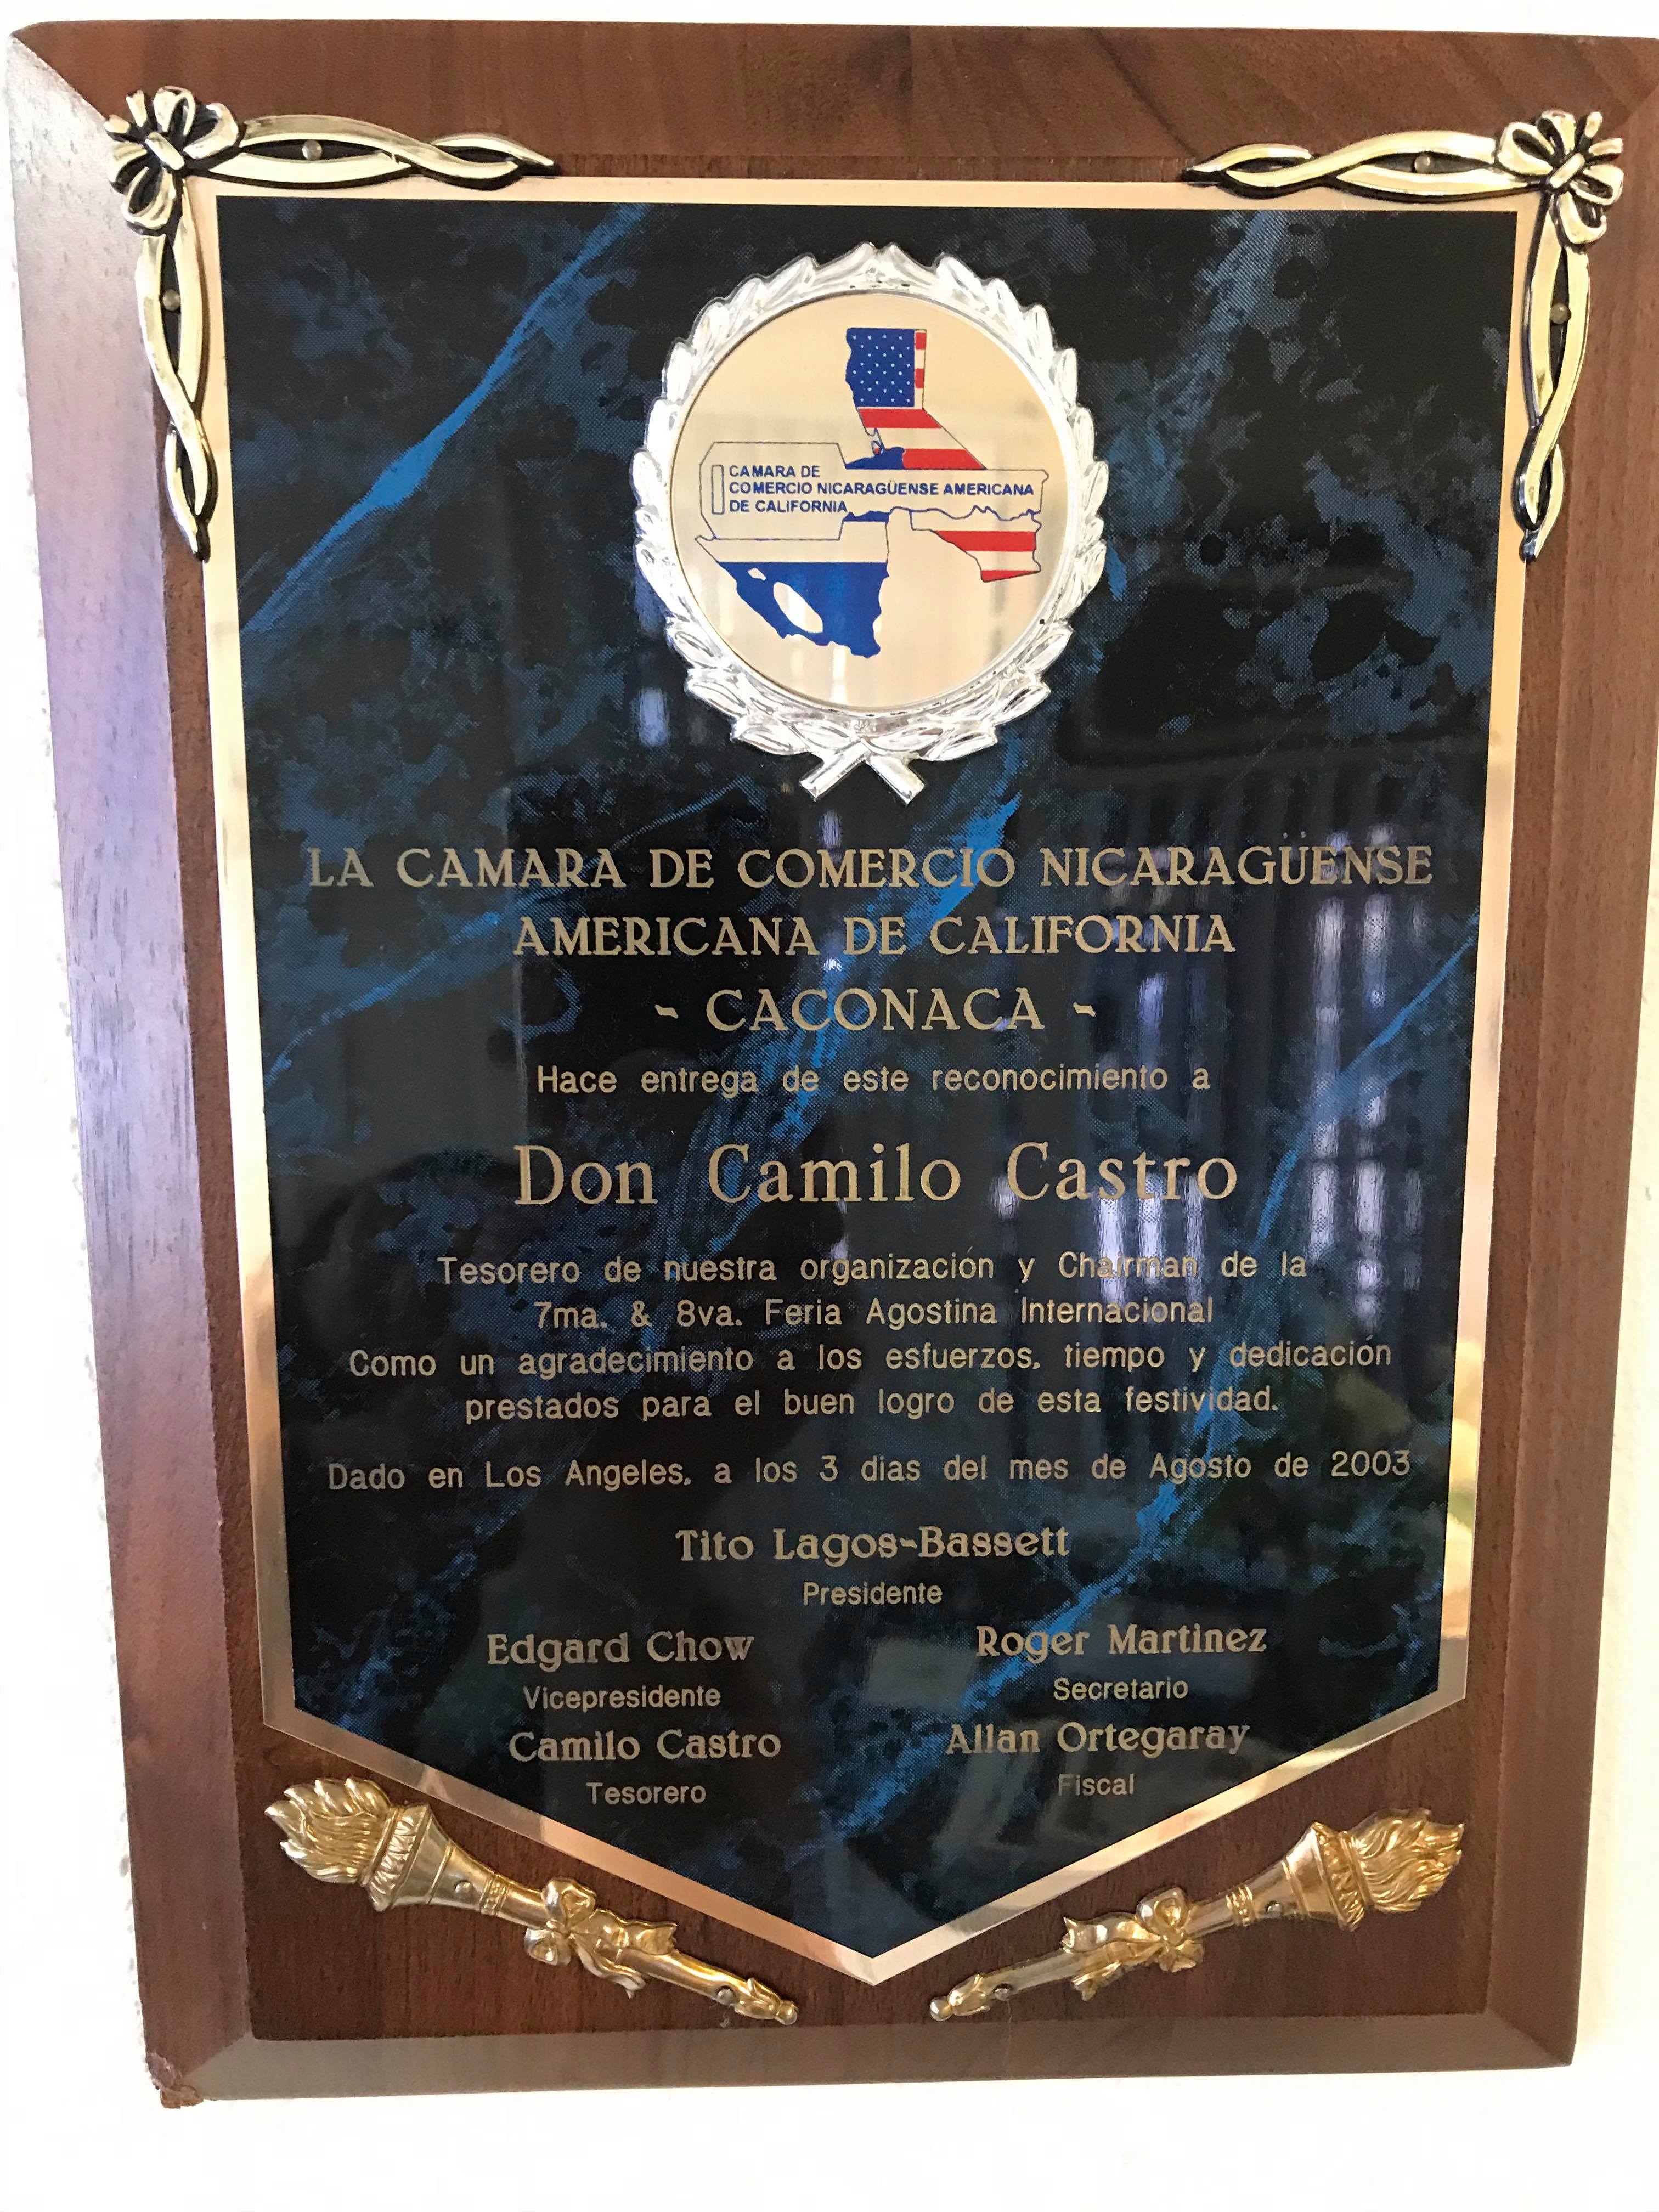 CAMARA DE
COMERCIO NICARAGÜENSE AMERICANA
DE CALIFORNIA
LA CAMARA DE COMERCIO NICARAGÜENSE
AMERICANA DE CALIFORNIA
~ CACONACA ~
Hace entrega de este reconocimiento a
Don Camilo Castro
Tesorero de nuestra organización y Chairman de la
7ma. & 8va. Feria Agostina Internacional
Como un agradecimiento a los esfuerzos, tiempo y dedicación
prestados para el buen logro de esta festividad.
Dado en Los Angeles, a los 3 dias del mes de Agosto de 2003
Tito Lagos-Bassett
Presidente
Edgard Chow Roger Martinez
Vicepresidente Secretario
Camilo Castro Allan Ortegaray
Tesorero Fiscal